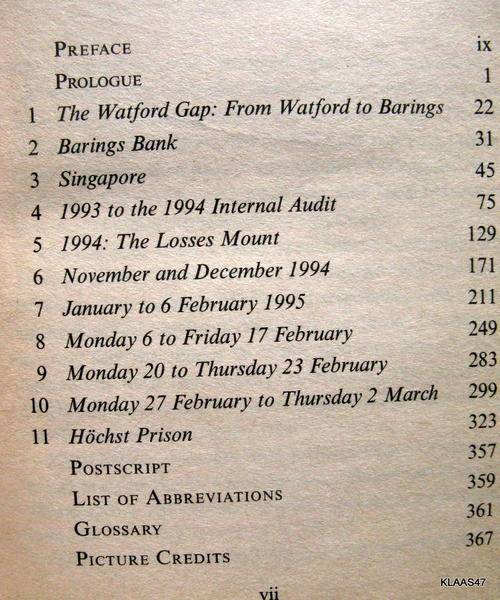 PREFACE ix
PROLOGUE 1
1 The Watford Gap: From Watford to Barings 22
2 Barings Bank 31
3 Singapore 45
4 1993 to the 1994 Internal Audit 75
5 1994: The Losses Mount 129
6 November and December 1994 171
7 January to 6 February 1995 211
8 Monday 6 to Friday 17 February 249
9 Monday 20 to Thursday 23 February 283
10 Monday 27 February to Thursday 2 March 299
11 Höchst Prison 323
POSTSCRIPT 357
LIST OF ABBREVIATIONS 359
GLOSSARY 361
PICTURE CREDITS 367
vii
KLAAS47